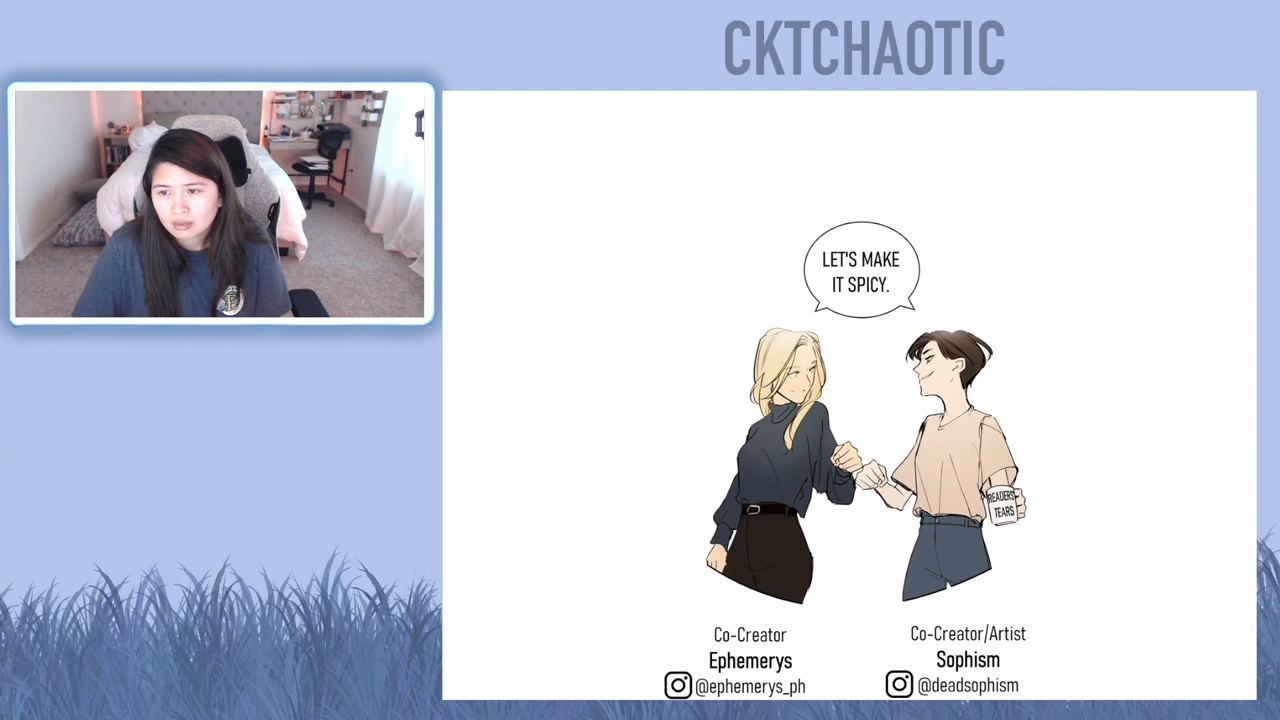 CKTCHAOTIC
LET'S MAKE
IT SPICY.
READERS
TEARS
Co-Creator
Ephemerys
@ephemerys_ph
Co-Creator/Artist
Sophism
@deadsophism